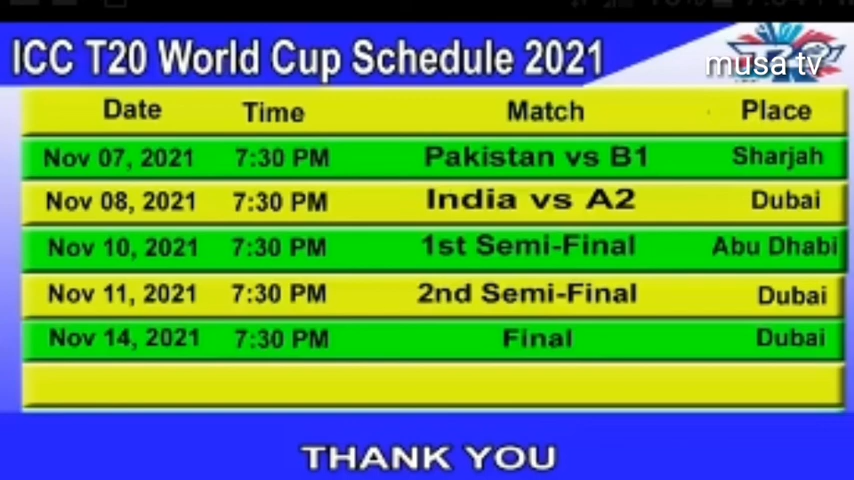 ICC T20 World Cup Schedule 2021
musa tv
Date Time Match Place
Nov 07, 2021 7:30 PM Pakistan vs B1 Sharjah
Nov 08, 2021 7:30 PM India vs A2 Dubai
Nov 10, 2021 7:30 PM 1st Semi-Final Abu Dhabi
Nov 11, 2021 7:30 PM 2nd Semi-Final Dubai
Nov 14, 2021 7:30 PM Final Dubai
THANK YOU